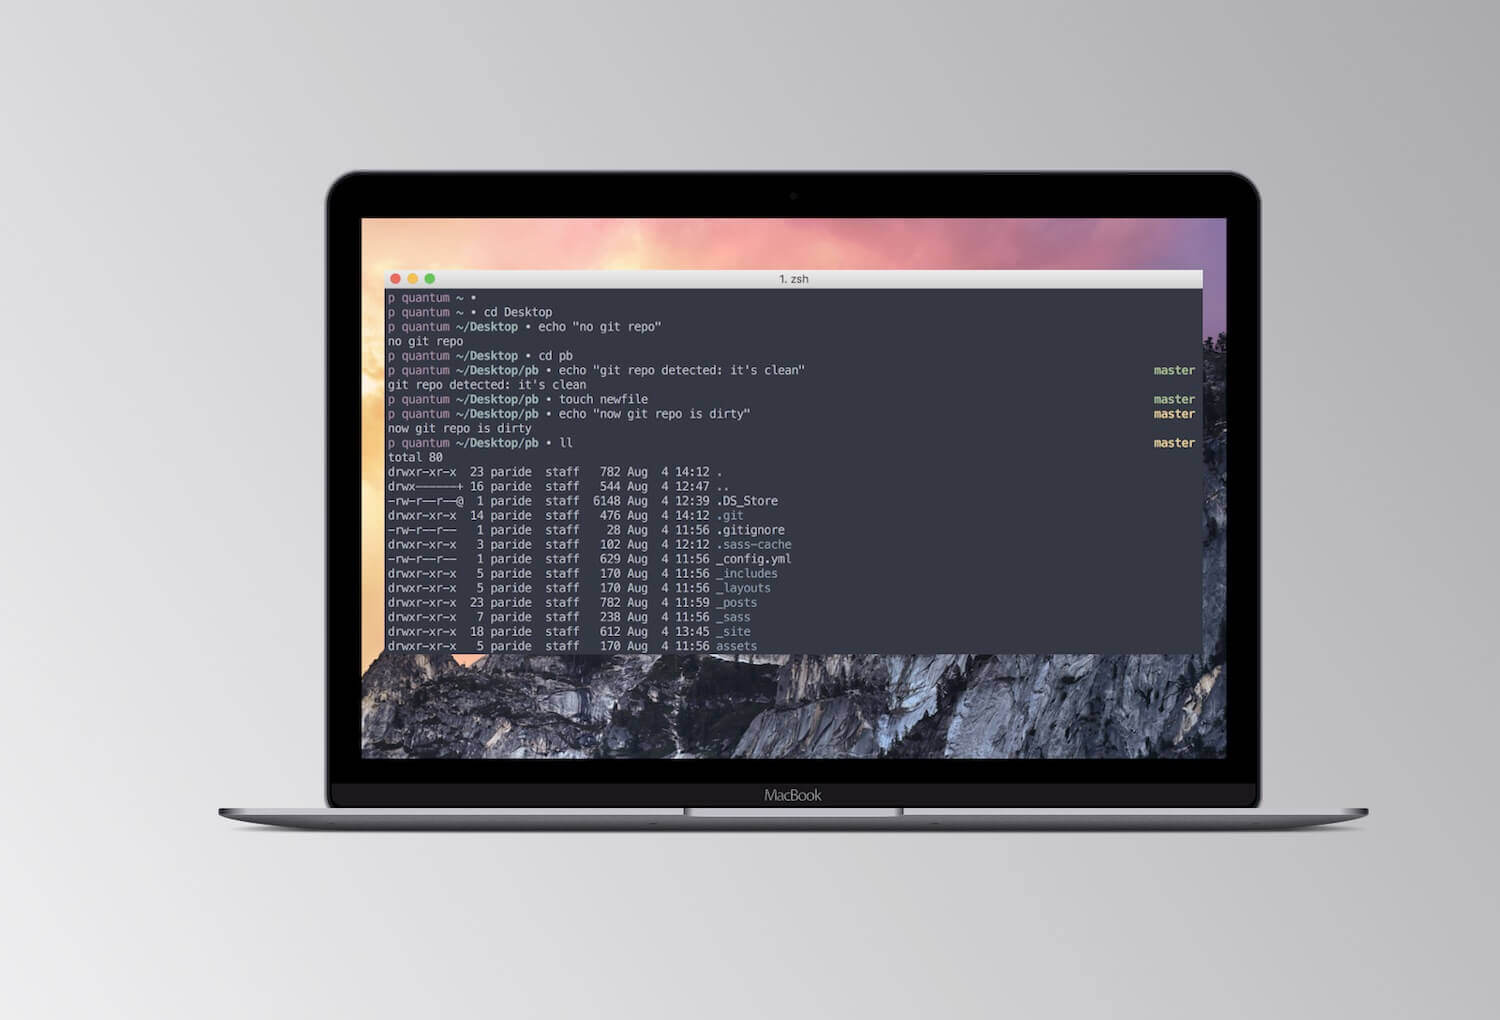 1. zsh
p quantum ~ •
p quantum ~ • cd Desktop
p quantum ~/Desktop • echo "no git repo"
no git repo
p quantum ~/Desktop • cd pb
p quantum ~/Desktop/pb • echo "git repo detected: it's clean" master
git repo detected: it's clean
p quantum ~/Desktop/pb • touch newfile master
p quantum ~/Desktop/pb • echo "now git repo is dirty" master
now git repo is dirty
p quantum ~/Desktop/pb • ll master
total 80
drwxr-xr-x 23 paride staff 782 Aug 4 14:12 .
drwx------+ 16 paride staff 544 Aug 4 12:47 ..
-rw-r--r--@ 1 paride staff 6148 Aug 4 12:39 .DS_Store
drwxr-xr-x 14 paride staff 476 Aug 4 14:12 .git
-rw-r--r-- 1 paride staff 28 Aug 4 11:56 .gitignore
drwxr-xr-x 3 paride staff 102 Aug 4 12:12 .sass-cache
-rw-r--r-- 1 paride staff 629 Aug 4 11:56 _config.yml
drwxr-xr-x 5 paride staff 170 Aug 4 11:56 _includes
drwxr-xr-x 5 paride staff 170 Aug 4 11:56 _layouts
drwxr-xr-x 23 paride staff 782 Aug 4 11:59 _posts
drwxr-xr-x 7 paride staff 238 Aug 4 11:56 _sass
drwxr-xr-x 18 paride staff 612 Aug 4 13:45 _site
drwxr-xr-x 5 paride staff 170 Aug 4 11:56 assets
MacBook